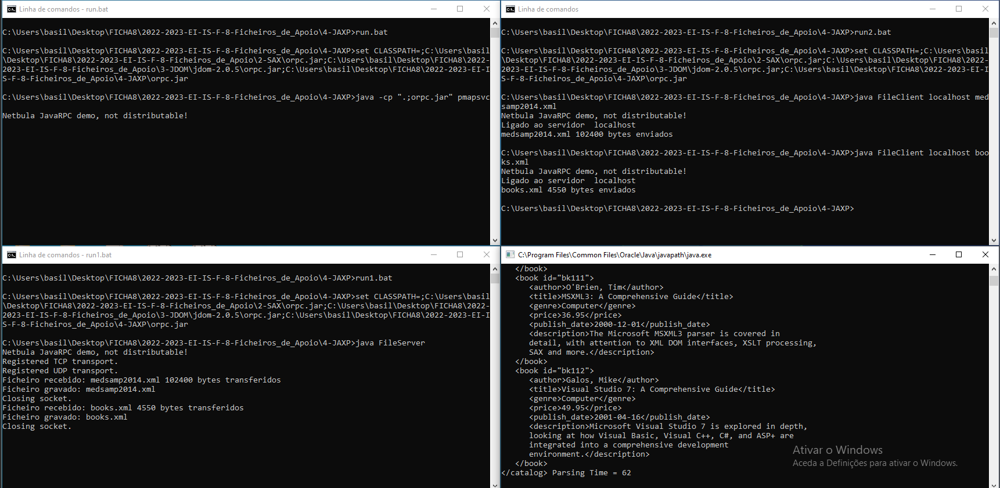 Linha de comandos - run.bat
C:\Users\basil\Desktop\FICHA8\2022-2023-EI-IS-F-8-Ficheiros_de_Apoio\4-JAXP>run.bat
C:\Users\basil\Desktop\FICHA8\2022-2023-EI-IS-F-8-Ficheiros_de_Apoio\4-JAXP>set CLASSPATH=;C:\Users\basil
\Desktop\FICHA8\2022-2023-EI-IS-F-8-Ficheiros_de_Apoio\2-SAX\orpc.jar;C:\Users\basil\Desktop\FICHA8\2022-
2023-EI-IS-F-8-Ficheiros_de_Apoio\3-JDOM\jdom-2.0.5\orpc.jar;C:\Users\basil\Desktop\FICHA8\2022-2023-EI-I
S-F-8-Ficheiros_de_Apoio\4-JAXP\orpc.jar
C:\Users\basil\Desktop\FICHA8\2022-2023-EI-IS-F-8-Ficheiros_de_Apoio\4-JAXP>java -cp ".;orpc.jar" pmapsvc
Netbula JavaRPC demo, not distributable!
Linha de comandos
C:\Users\basil\Desktop\FICHA8\2022-2023-EI-IS-F-8-Ficheiros_de_Apoio\4-JAXP>run2.bat
C:\Users\basil\Desktop\FICHA8\2022-2023-EI-IS-F-8-Ficheiros_de_Apoio\4-JAXP>set CLASSPATH=;C:\Users\basil
\Desktop\FICHA8\2022-2023-EI-IS-F-8-Ficheiros_de_Apoio\2-SAX\orpc.jar;C:\Users\basil\Desktop\FICHA8\2022-
2023-EI-IS-F-8-Ficheiros_de_Apoio\3-JDOM\jdom-2.0.5\orpc.jar;C:\Users\basil\Desktop\FICHA8\2022-2023-EI-I
S-F-8-Ficheiros_de_Apoio\4-JAXP\orpc.jar
C:\Users\basil\Desktop\FICHA8\2022-2023-EI-IS-F-8-Ficheiros_de_Apoio\4-JAXP>java FileClient localhost med
samp2014.xml
Netbula JavaRPC demo, not distributable!
Ligado ao servidor  localhost
medsamp2014.xml 102400 bytes enviados
C:\Users\basil\Desktop\FICHA8\2022-2023-EI-IS-F-8-Ficheiros_de_Apoio\4-JAXP>java FileClient localhost boo
ks.xml
Netbula JavaRPC demo, not distributable!
Ligado ao servidor  localhost
books.xml 4550 bytes enviados
C:\Users\basil\Desktop\FICHA8\2022-2023-EI-IS-F-8-Ficheiros_de_Apoio\4-JAXP>
Linha de comandos - run1.bat
C:\Users\basil\Desktop\FICHA8\2022-2023-EI-IS-F-8-Ficheiros_de_Apoio\4-JAXP>run1.bat
C:\Users\basil\Desktop\FICHA8\2022-2023-EI-IS-F-8-Ficheiros_de_Apoio\4-JAXP>set CLASSPATH=;C:\Users\basil
\Desktop\FICHA8\2022-2023-EI-IS-F-8-Ficheiros_de_Apoio\2-SAX\orpc.jar;C:\Users\basil\Desktop\FICHA8\2022-
2023-EI-IS-F-8-Ficheiros_de_Apoio\3-JDOM\jdom-2.0.5\orpc.jar;C:\Users\basil\Desktop\FICHA8\2022-2023-EI-I
S-F-8-Ficheiros_de_Apoio\4-JAXP\orpc.jar
C:\Users\basil\Desktop\FICHA8\2022-2023-EI-IS-F-8-Ficheiros_de_Apoio\4-JAXP>java FileServer
Netbula JavaRPC demo, not distributable!
Registered TCP transport.
Registered UDP transport.
Ficheiro recebido: medsamp2014.xml 102400 bytes transferidos
Ficheiro gravado: medsamp2014.xml
Closing socket.
Ficheiro recebido: books.xml 4550 bytes transferidos
Ficheiro gravado: books.xml
Closing socket.
C:\Program Files\Common Files\Oracle\Java\javapath\java.exe
</book>
<book id="bk111">
<author>O'Brien, Tim</author>
<title>MSXML3: A Comprehensive Guide</title>
<genre>Computer</genre>
<price>36.95</price>
<publish_date>2000-12-01</publish_date>
<description>The Microsoft MSXML3 parser is covered in
detail, with attention to XML DOM interfaces, XSLT processing,
SAX and more.</description>
</book>
<book id="bk112">
<author>Galos, Mike</author>
<title>Visual Studio 7: A Comprehensive Guide</title>
<genre>Computer</genre>
<price>49.95</price>
<publish_date>2001-04-16</publish_date>
<description>Microsoft Visual Studio 7 is explored in depth,
looking at how Visual Basic, Visual C++, C#, and ASP+ are
integrated into a comprehensive development
environment.</description>
</book>
</catalog> Parsing Time = 62
Ativar o Windows
Aceda a Definições para ativar o Windows.